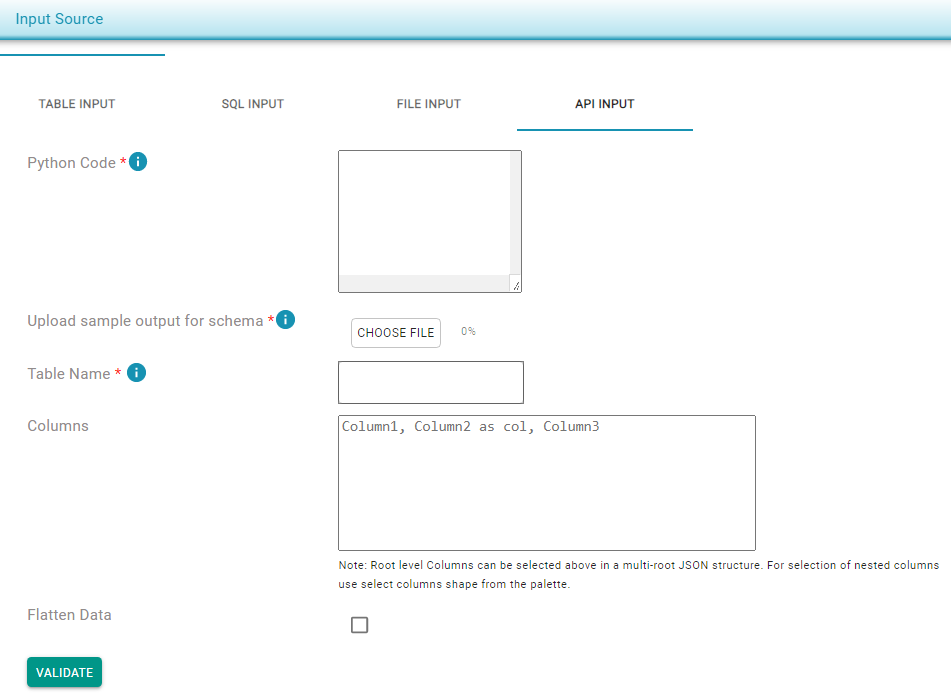 Input Source
TABLE INPUT
SQL INPUT
FILE INPUT
API INPUT
Python Code *
Upload sample output for schema *
CHOOSE FILE
0%
Table Name *
Columns
Column1, Column2 as col, Column3
Note: Root level Columns can be selected above in a multi-root JSON structure. For selection of nested columns
use select columns shape from the palette.
Flatten Data
VALIDATE